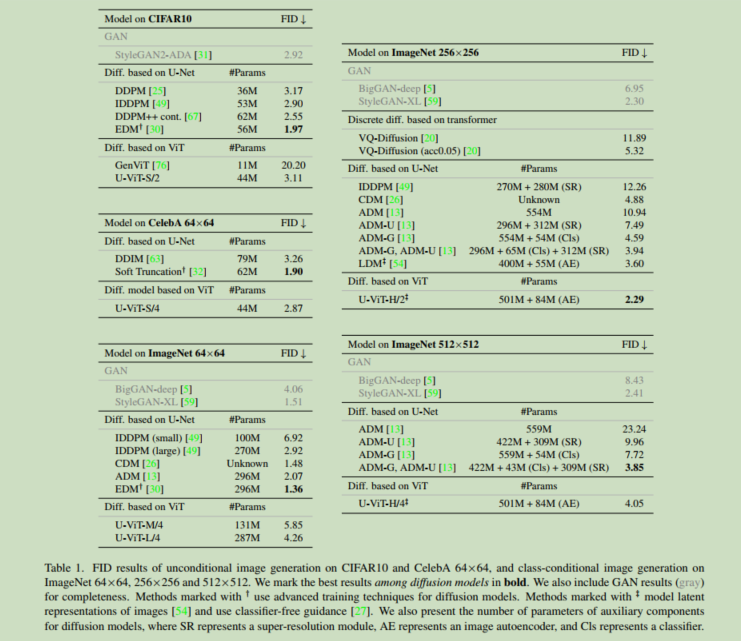 Model on CIFAR10 FID ↓
GAN
StyleGAN2-ADA [31] 2.92
Diff. based on U-Net #Params
DDPM [25] 36M 3.17
IDDPM [49] 53M 2.90
DDPM++ cont. [67] 62M 2.55
EDM† [30] 56M 1.97
Diff. based on ViT
GenViT [76] 11M 20.20
U-ViT-S/2 44M 3.11
Model on CelebA 64×64 FID ↓
Diff. based on U-Net #Params
DDIM [63] 79M 3.26
Soft Truncation† [32] 62M 1.90
Diff. model based on ViT #Params
U-ViT-S/4 44M 2.87
Model on ImageNet 64×64 FID ↓
GAN
BigGAN-deep [5] 4.06
StyleGAN-XL [59] 1.51
Diff. based on U-Net #Params
IDDPM (small) [49] 100M 6.92
IDDPM (large) [49] 270M 2.92
CDM [26] Unknown 1.48
ADM [13] 296M 2.07
EDM† [30] 296M 1.36
Diff. based on ViT #Params
U-ViT-M/4 131M 5.85
U-ViT-L/4 287M 4.26
Model on ImageNet 256×256 FID ↓
GAN
BigGAN-deep [5] 6.95
StyleGAN-XL [59] 2.30
Discrete diff. based on transformer
VQ-Diffusion [20] 11.89
VQ-Diffusion (acc0.05) [20] 5.32
Diff. based on U-Net #Params
IDDPM [49] 270M + 280M (SR) 12.26
CDM [26] Unknown 4.88
ADM [13] 554M 10.94
ADM-U [13] 296M + 312M (SR) 7.49
ADM-G [13] 554M + 54M (Cls) 4.59
ADM-G, ADM-U [13] 296M + 65M (Cls) + 312M (SR) 3.94
LDM‡ [54] 400M + 55M (AE) 3.60
Diff. based on ViT #Params
U-ViT-H/2‡ 501M + 84M (AE) 2.29
Model on ImageNet 512×512 FID ↓
GAN
BigGAN-deep [5] 8.43
StyleGAN-XL [59] 2.41
Diff. based on U-Net #Params
ADM [13] 559M 23.24
ADM-U [13] 422M + 309M (SR) 9.96
ADM-G [13] 559M + 54M (Cls) 7.72
ADM-G, ADM-U [13] 422M + 43M (Cls) + 309M (SR) 3.85
Diff. based on ViT #Params
U-ViT-H/4‡ 501M + 84M (AE) 4.05
Table 1. FID results of unconditional image generation on CIFAR10 and CelebA 64×64, and class-conditional image generation on
ImageNet 64×64, 256×256 and 512×512. We mark the best results among diffusion models in bold. We also include GAN results (gray)
for completeness. Methods marked with † use advanced training techniques for diffusion models. Methods marked with ‡ model latent
representations of images [54] and use classifier-free guidance [27]. We also present the number of parameters of auxiliary components
for diffusion models, where SR represents a super-resolution module, AE represents an image autoencoder, and Cls represents a classifier.